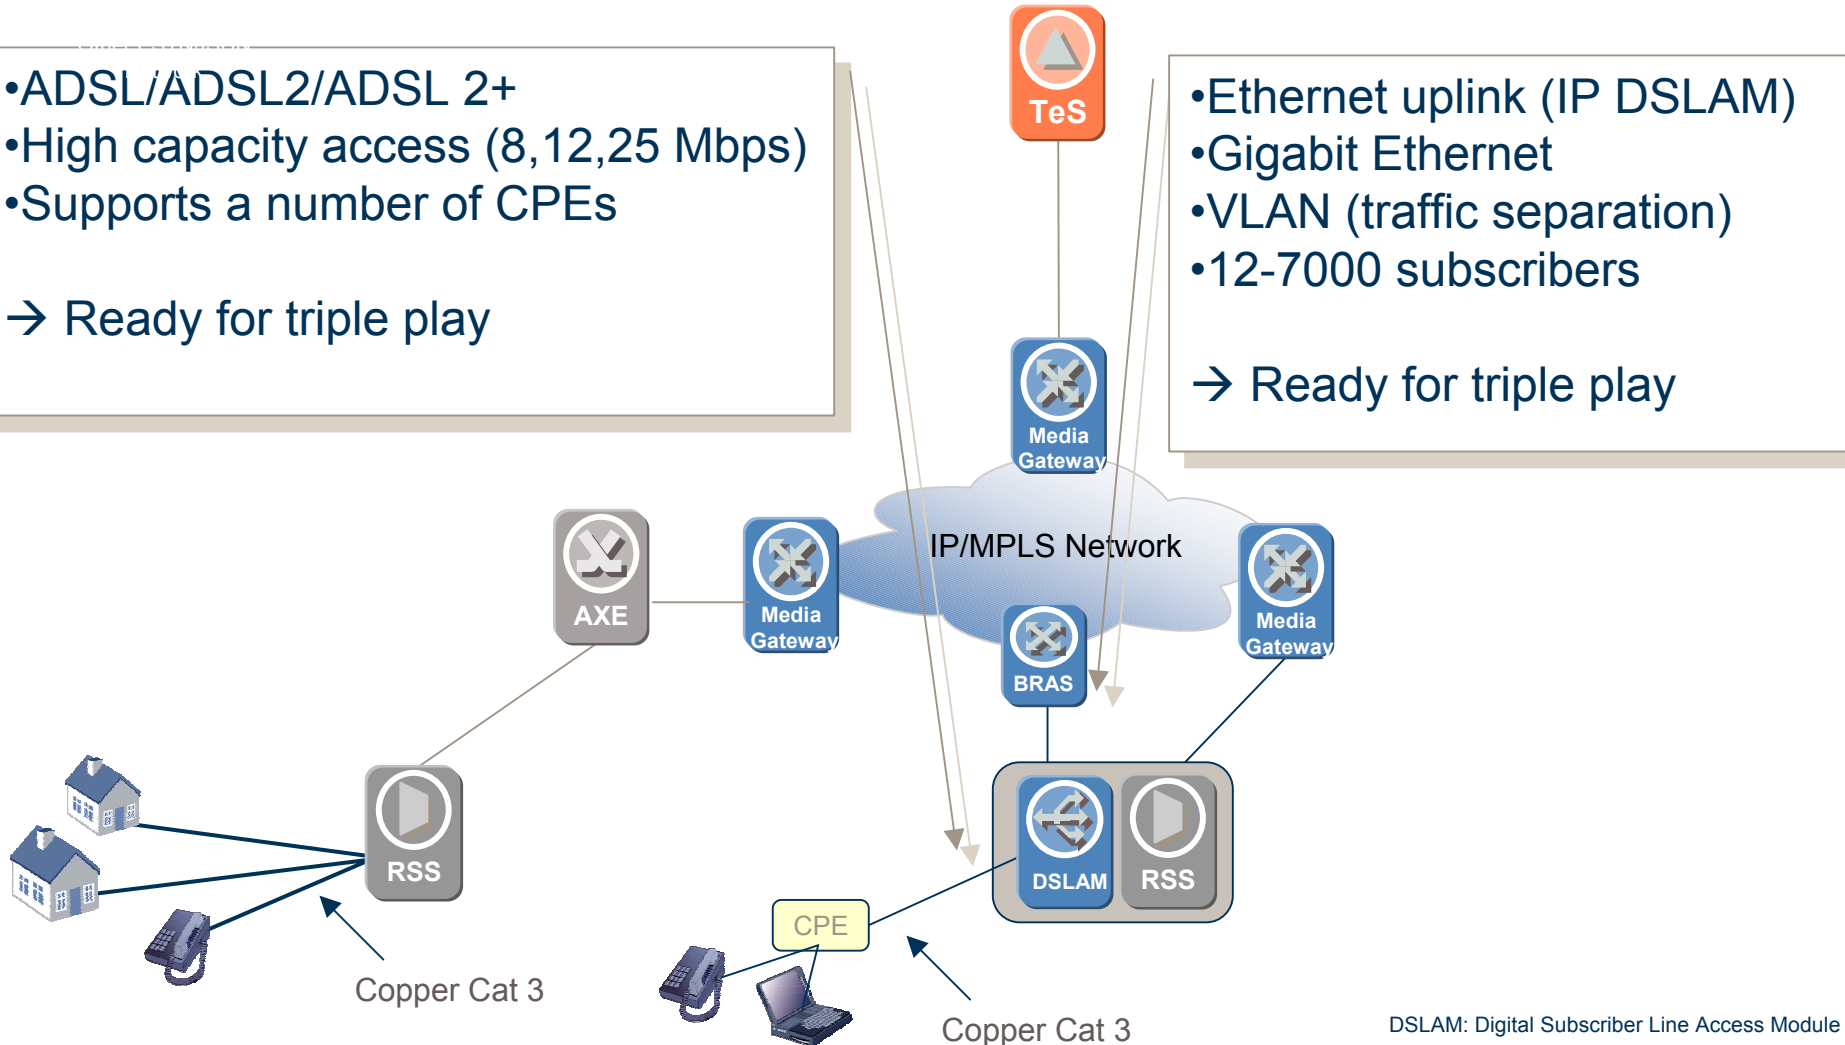 •ADSL/ADSL2/ADSL 2+
•High capacity access (8,12,25 Mbps)
•Supports a number of CPEs
→ Ready for triple play
TeS
•Ethernet uplink (IP DSLAM)
•Gigabit Ethernet
•VLAN (traffic separation)
•12-7000 subscribers
→ Ready for triple play
Media
Gateway
IP/MPLS Network
AXE
Media
Gateway
Media
Gateway
BRAS
RSS
DSLAM
RSS
CPE
Copper Cat 3
Copper Cat 3
DSLAM: Digital Subscriber Line Access Module